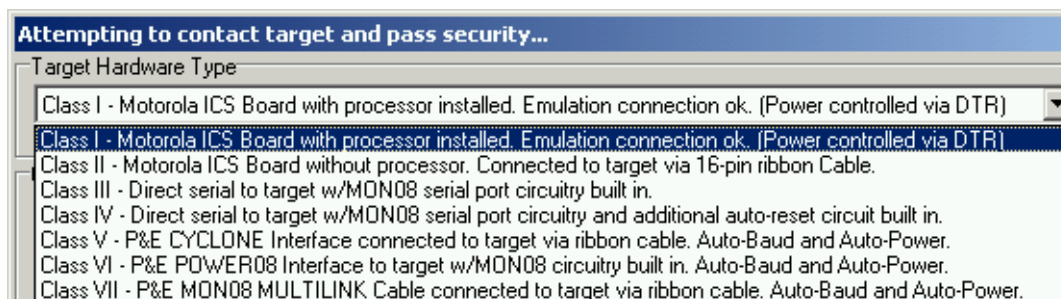 Attempting to contact target and pass security...
Target Hardware Type
Class I - Motorola ICS Board with processor installed. Emulation connection ok. (Power controlled via DTR)
Class I - Motorola ICS Board with processor installed. Emulation connection ok. (Power controlled via DTR)
Class II - Motorola ICS Board without processor. Connected to target via 16-pin ribbon Cable.
Class III - Direct serial to target w/MON08 serial port circuitry built in.
Class IV - Direct serial to target w/MON08 serial port circuitry and additional auto-reset circuit built in.
Class V - P&E CYCLONE Interface connected to target via ribbon cable. Auto-Baud and Auto-Power.
Class VI - P&E POWER08 Interface to target w/MON08 circuitry built in. Auto-Baud and Auto-Power.
Class VII - P&E MON08 MULTILINK Cable connected to target via ribbon cable. Auto-Baud and Auto-Power.